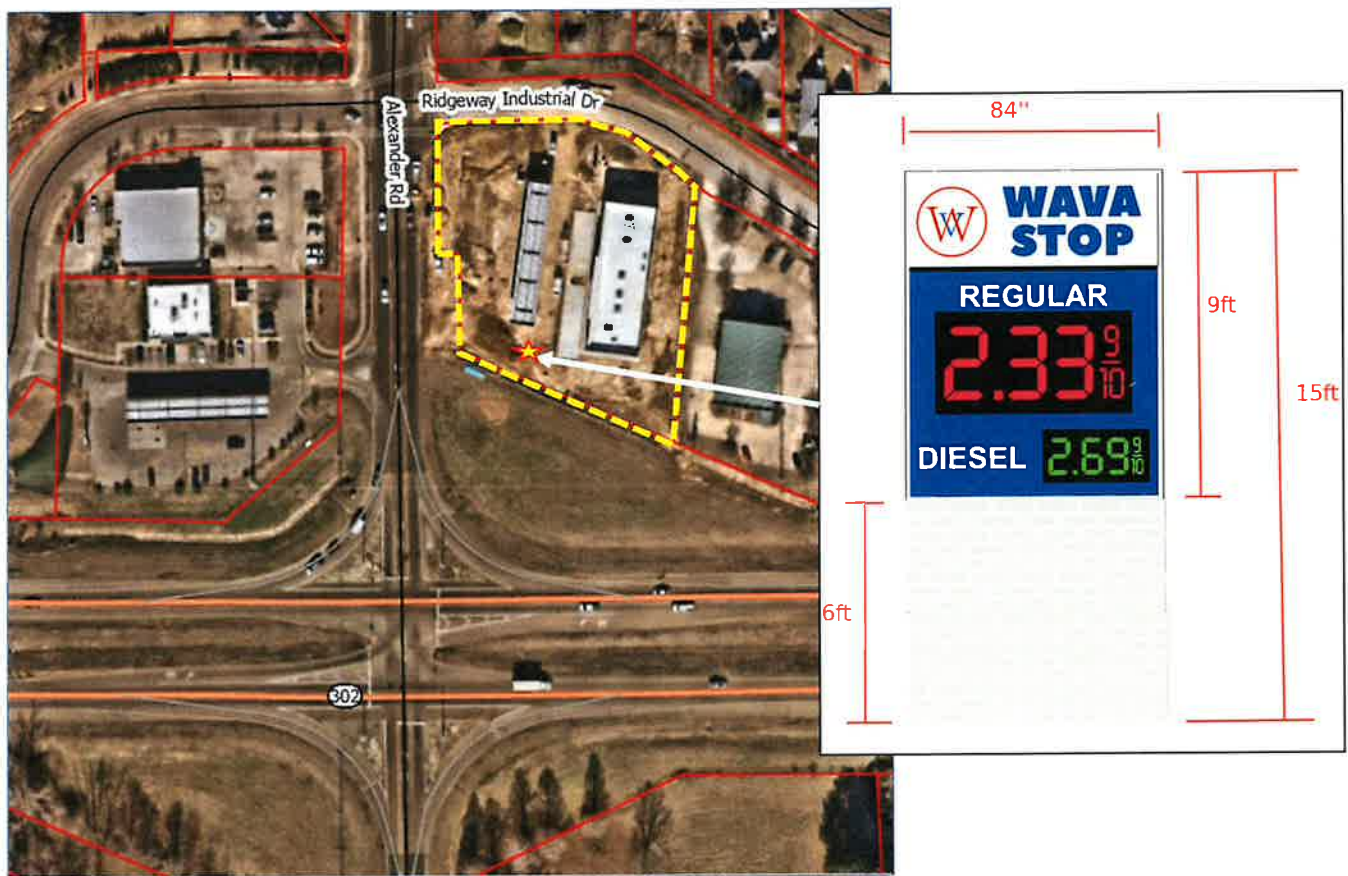 Ridgeway Industrial Dr
Alexander Rd
302
84"
W
WAVA
STOP
REGULAR
2.33 9/10
DIESEL
2.69 9/10
9ft
15ft
6ft